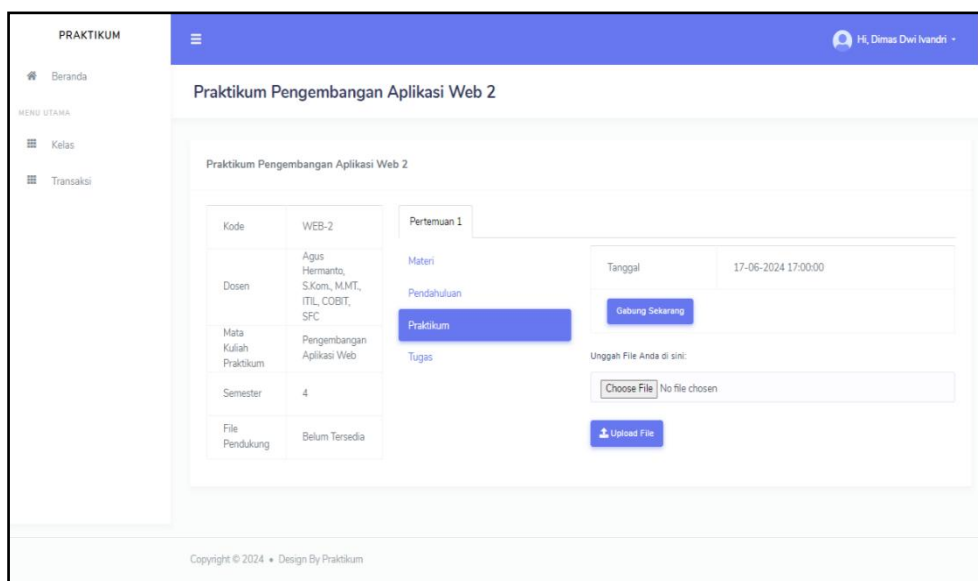 PRAKTIKUM
Hi, Dimas Dwi Ivandri
Beranda
MENU UTAMA
Kelas
Transaksi
Praktikum Pengembangan Aplikasi Web 2
Praktikum Pengembangan Aplikasi Web 2
Kode
WEB-2
Dosen
Agus
Hermanto,
S.Kom., M.MT.,
ITIL, COBIT,
SFC
Mata
Kuliah
Praktikum
Pengembangan
Aplikasi Web
Semester
4
File
Pendukung
Belum Tersedia
Pertemuan 1
Materi
Pendahuluan
Praktikum
Tugas
Tanggal
17-06-2024 17:00:00
Gabung Sekarang
Unggah File Anda di sini:
Choose File No file chosen
Upload File
Copyright © 2024 • Design By Praktikum